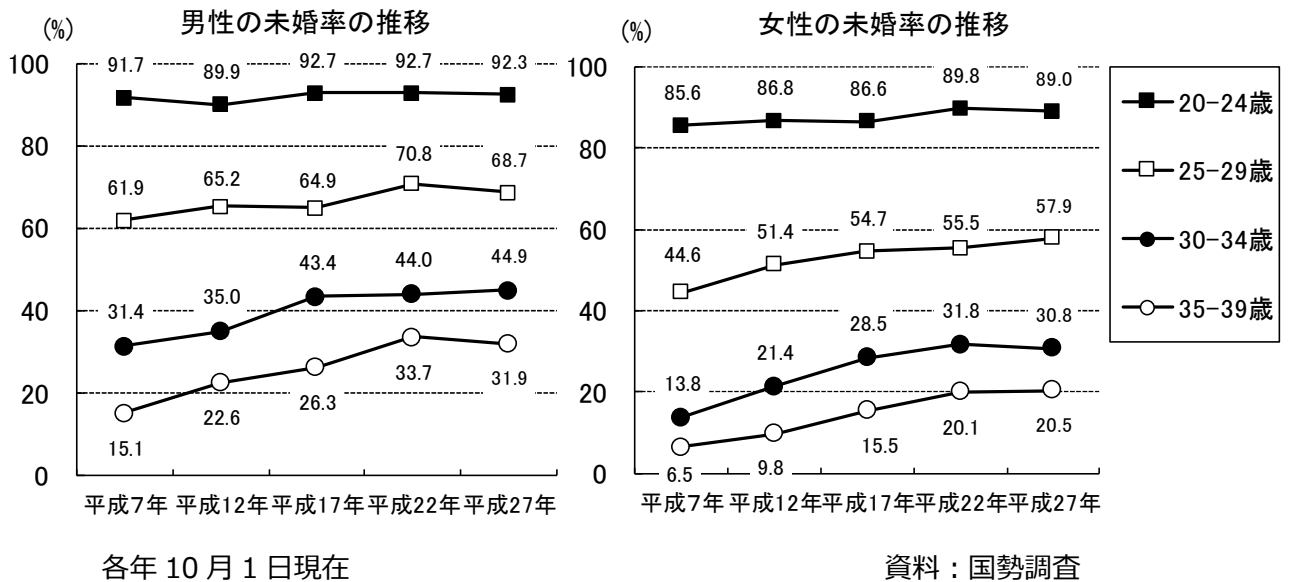 男性の未婚率の推移
(%)
100
80
60
40
20
0
91.7 89.9 92.7 92.7 92.3
61.9 65.2 64.9 70.8 68.7
31.4 35.0 43.4 44.0 44.9
15.1 22.6 26.3 33.7 31.9
平成7年 平成12年 平成17年 平成22年 平成27年
女性の未婚率の推移
(%)
100
80
60
40
20
0
85.6 86.8 86.6 89.8 89.0
44.6 51.4 54.7 55.5 57.9
13.8 21.4 28.5 31.8 30.8
6.5 9.8 15.5 20.1 20.5
平成7年 平成12年 平成17年 平成22年 平成27年
20-24歳
25-29歳
30-34歳
35-39歳
各年 10 月 1 日現在
資料：国勢調査